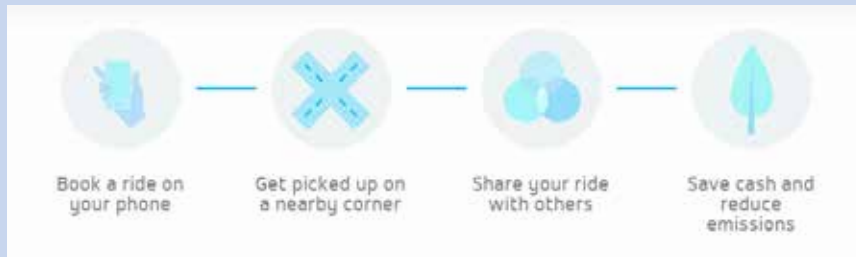 Book a ride on
your phone
Get picked up on
a nearby corner
Share your ride
with others
Save cash and
reduce
emissions